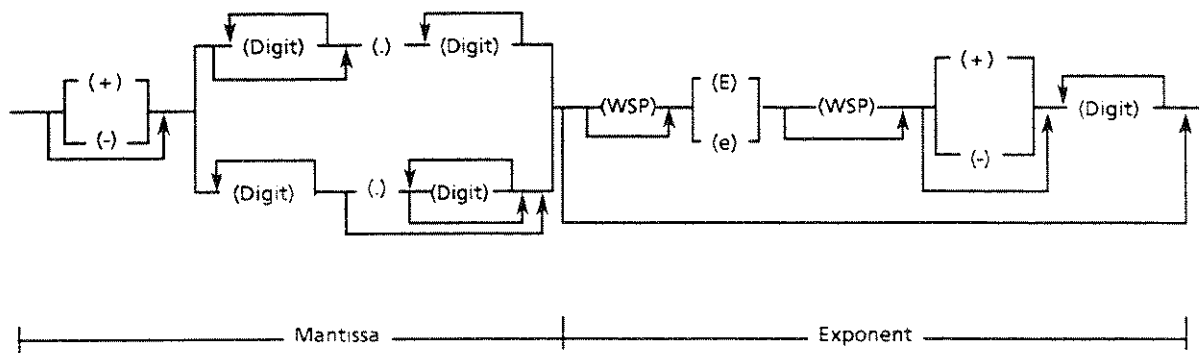 (Digit) (.) (Digit)
(+)
(-)
(WSP) (E) (WSP) (+) (Digit)
(e) (-)
(Digit) (.) (Digit)
Mantissa Exponent